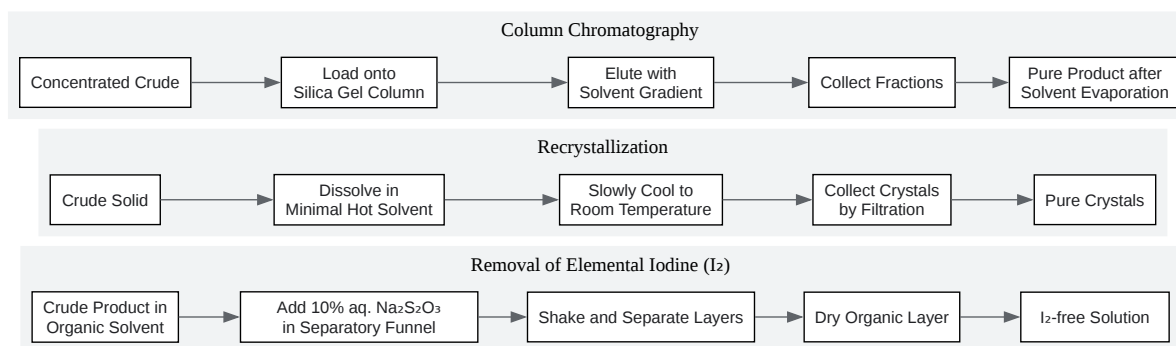 Column Chromatography
Concentrated Crude
Load onto
Silica Gel Column
Elute with
Solvent Gradient
Collect Fractions
Pure Product after
Solvent Evaporation
Recrystallization
Crude Solid
Dissolve in
Minimal Hot Solvent
Slowly Cool to
Room Temperature
Collect Crystals
by Filtration
Pure Crystals
Removal of Elemental Iodine (I₂)
Crude Product in
Organic Solvent
Add 10% aq. Na₂S₂O₃
in Separatory Funnel
Shake and Separate Layers
Dry Organic Layer
I₂-free Solution